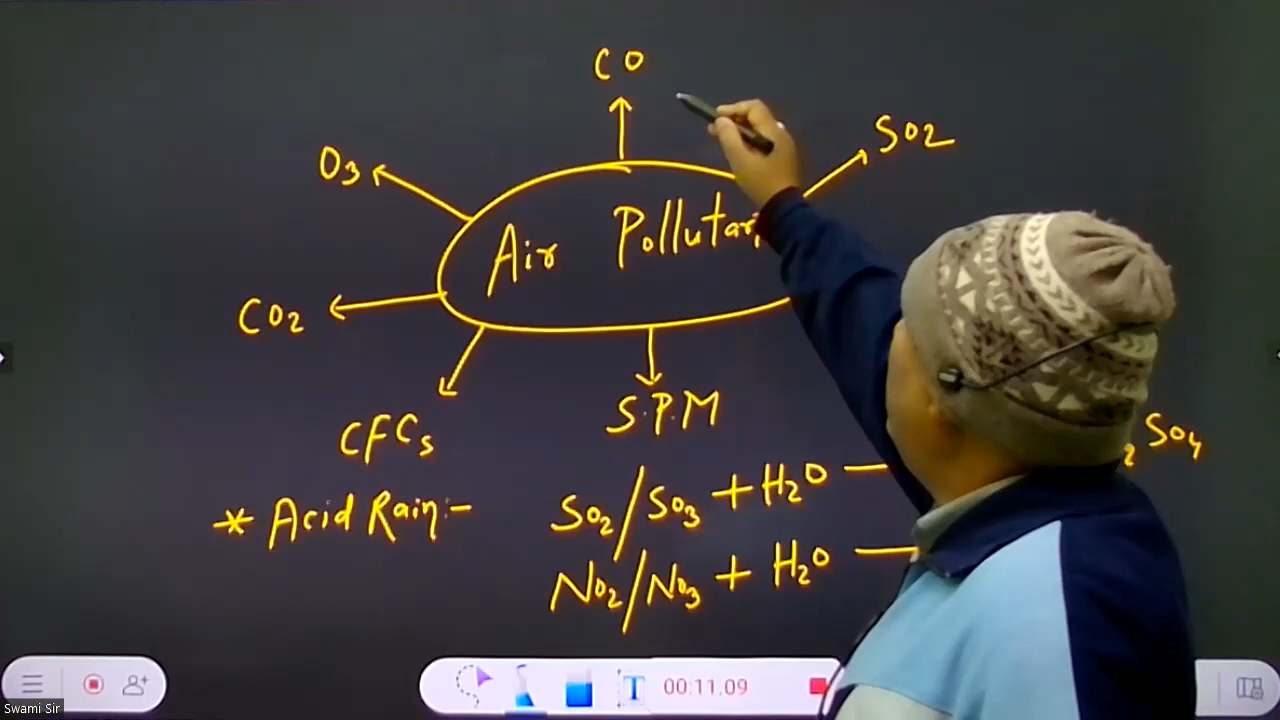 CO
SO2
O3
Air Pollutan
CO2
S.P.M
CFCs
2 SO4
* Acid Rain:-
SO2/SO3 + H2O —
NO2/NO3 + H2O —
T 00:11.09
Swami Sir